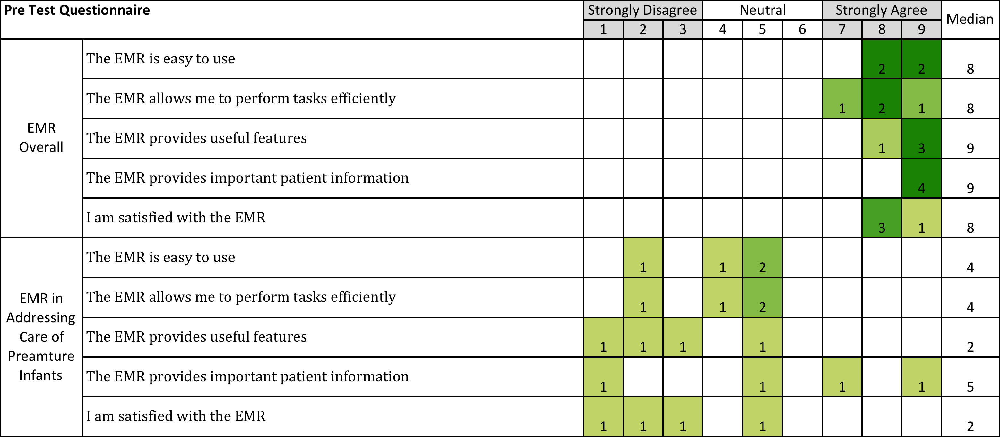 Pre Test Questionnaire Strongly Disagree Neutral Strongly Agree Median
1 2 3 4 5 6 7 8 9
EMR
Overall
The EMR is easy to use 2 2 8
The EMR allows me to perform tasks efficiently 1 2 1 8
The EMR provides useful features 1 3 9
The EMR provides important patient information 4 9
I am satisfied with the EMR 3 1 8
EMR in
Addressing
Care of
Preamture
Infants
The EMR is easy to use 1 1 2 4
The EMR allows me to perform tasks efficiently 1 1 2 4
The EMR provides useful features 1 1 1 1 2
The EMR provides important patient information 1 1 1 1 5
I am satisfied with the EMR 1 1 1 1 2